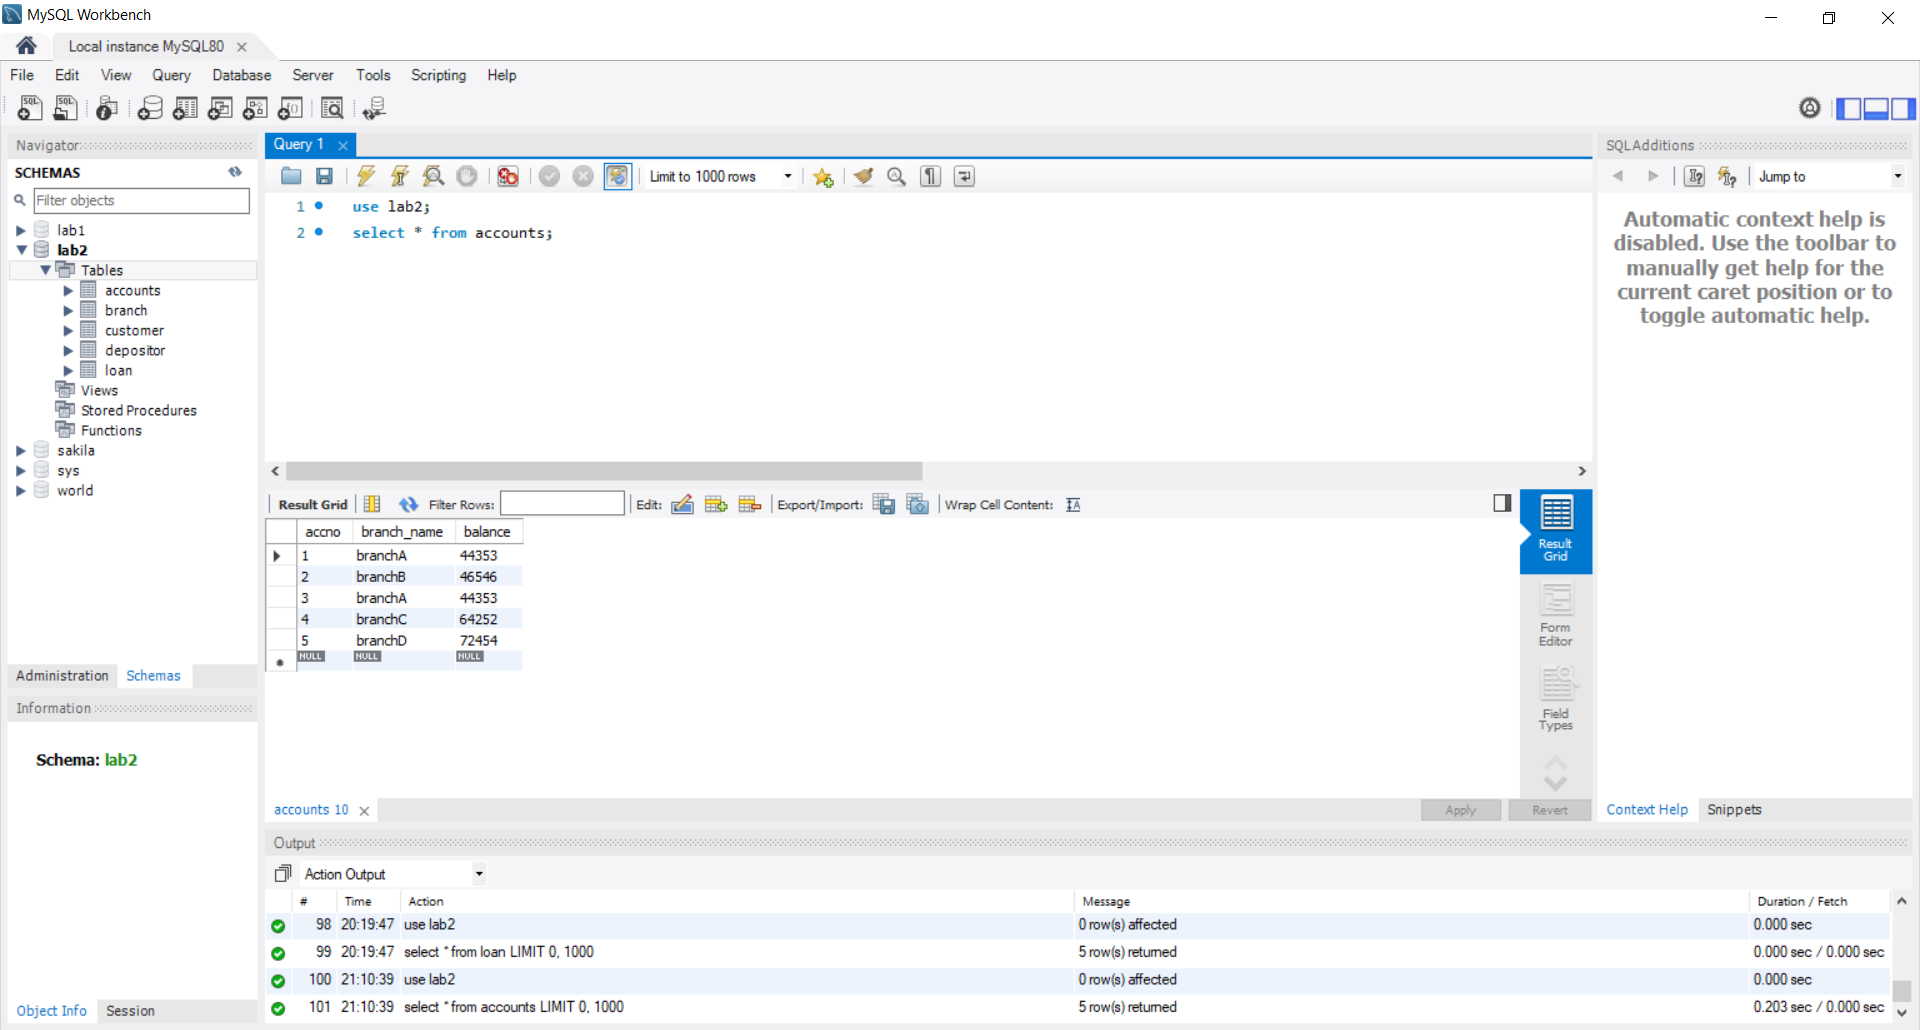 MySQL Workbench
Local instance MySQL80
File Edit View Query Database Server Tools Scripting Help
Navigator
SCHEMAS
Filter objects
lab1
lab2
Tables
accounts
branch
customer
depositor
loan
Views
Stored Procedures
Functions
sakila
sys
world
Administration Schemas
Information
Schema: lab2
Object Info Session
Query 1
Limit to 1000 rows
1 use lab2;
2 select * from accounts;
Result Grid Filter Rows: Edit: Export/Import: Wrap Cell Content:
accno branch_name balance
1 branchA 44353
2 branchB 46546
3 branchA 44353
4 branchC 64252
5 branchD 72454
NULL NULL NULL
Result
Grid
Form
Editor
Field
Types
accounts 10
Apply Revert
SQLAdditions
Jump to
Automatic context help is
disabled. Use the toolbar to
manually get help for the
current caret position or to
toggle automatic help.
Context Help Snippets
Output
Action Output
# Time Action Message Duration / Fetch
98 20:19:47 use lab2 0 row(s) affected 0.000 sec
99 20:19:47 select * from loan LIMIT 0, 1000 5 row(s) returned 0.000 sec / 0.000 sec
100 21:10:39 use lab2 0 row(s) affected 0.000 sec
101 21:10:39 select * from accounts LIMIT 0, 1000 5 row(s) returned 0.203 sec / 0.000 sec